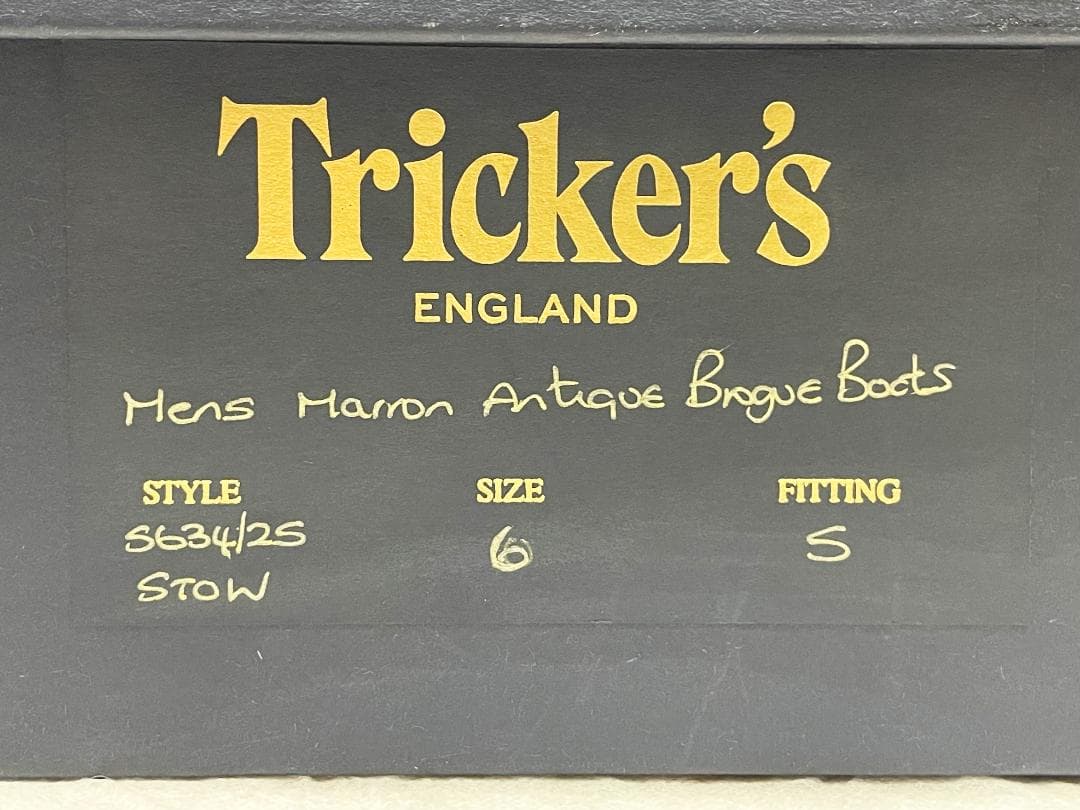 Tricker's
ENGLAND
Mens Marron Antique Brogue Boots
STYLE SIZE FITTING
5634/25 6 5
STOW